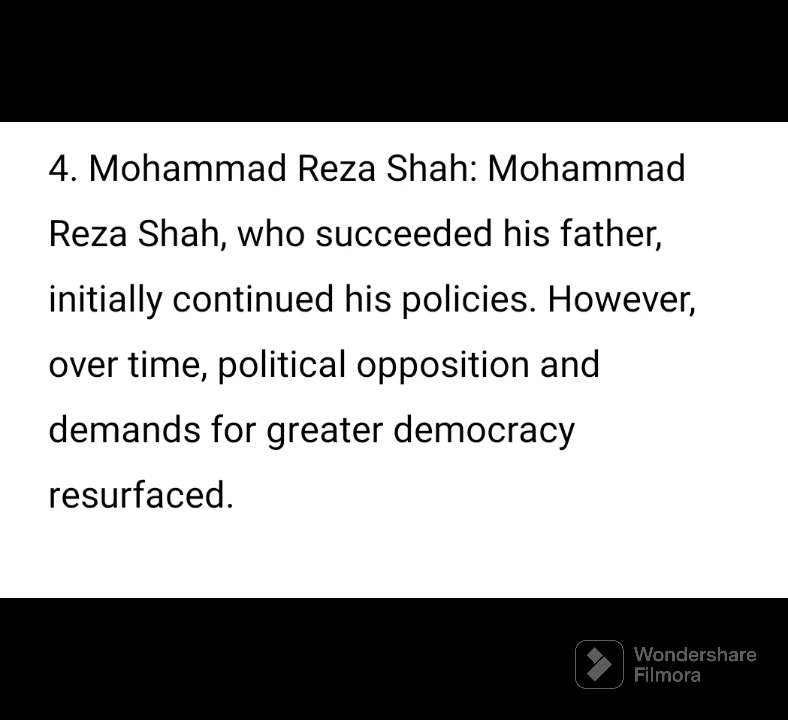 4. Mohammad Reza Shah: Mohammad
Reza Shah, who succeeded his father,
initially continued his policies. However,
over time, political opposition and
demands for greater democracy
resurfaced.
Wondershare
Filmora